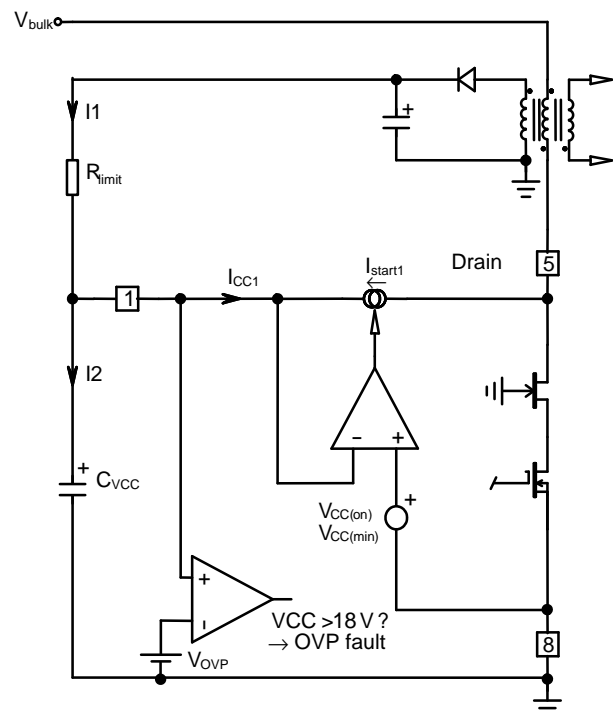 Vbulk
I1
Rlimit
Drain
5
1
ICC1
Istart1
←
I2
CVCC
+
+
-
+
+
VCC(on)
VCC(min)
+
-
VOVP
VCC >18 V ?
→ OVP fault
8